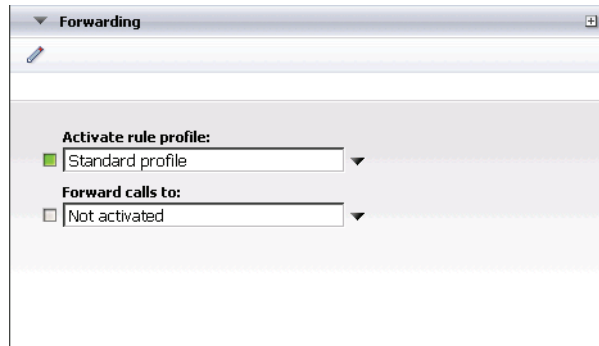 Forwarding
Activate rule profile:
Standard profile
Forward calls to:
Not activated